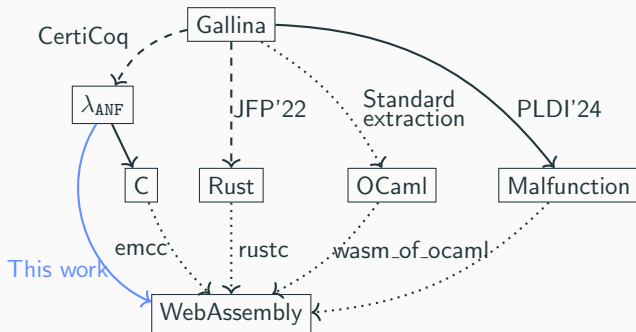 Gallina
CertiCoq
λANF
JFP'22
Standard
extraction
PLDI'24
C
Rust
OCaml
Malfunction
emcc
rustc
wasm_of_ocaml
This work
WebAssembly